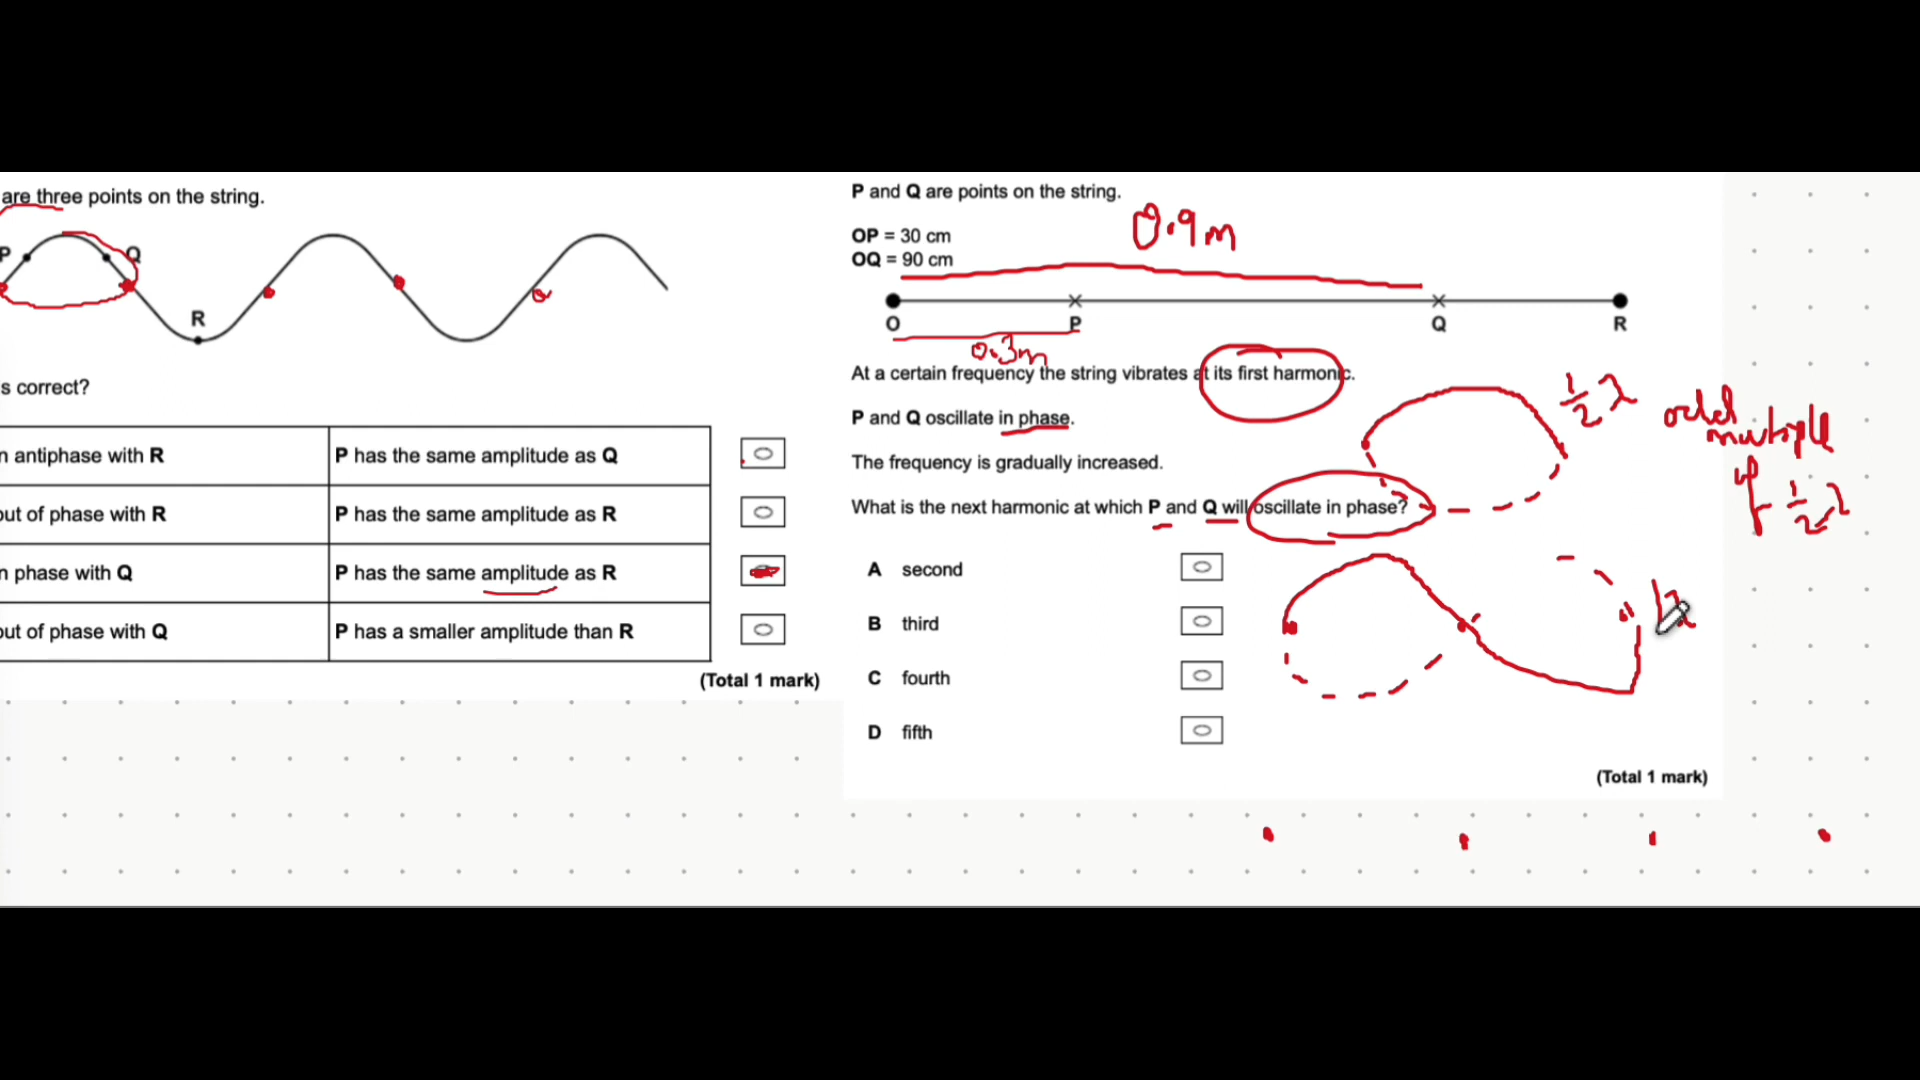 are three points on the string.
P
Q
R
s correct?
n antiphase with R
P has the same amplitude as Q
out of phase with R
P has the same amplitude as R
n phase with Q
P has the same amplitude as R
out of phase with Q
P has a smaller amplitude than R
(Total 1 mark)
P and Q are points on the string.
0.9m
OP = 30 cm
OQ = 90 cm
O P Q R
0.3m
At a certain frequency the string vibrates at its first harmonic.
P and Q oscillate in phase.
The frequency is gradually increased.
What is the next harmonic at which P and Q will oscillate in phase?
A second
B third
C fourth
D fifth
(Total 1 mark)
1/2 λ
odd
multiple
of 1/2 λ